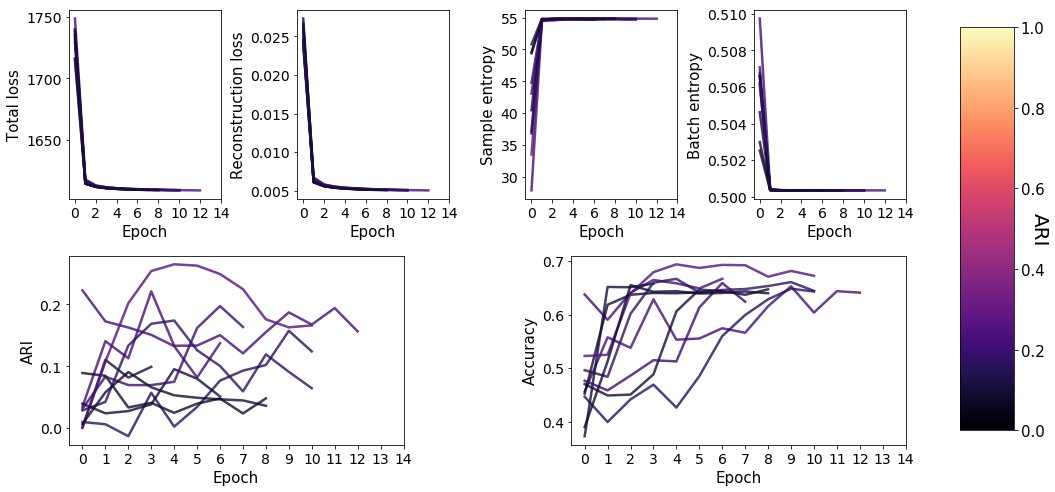 Total loss
1750
1700
1650
0 2 4 6 8 10 12 14
Epoch
Reconstruction loss
0.025
0.020
0.015
0.010
0.005
0 2 4 6 8 10 12 14
Epoch
Sample entropy
55
50
45
40
35
30
0 2 4 6 8 10 12 14
Epoch
Batch entropy
0.510
0.508
0.506
0.504
0.502
0.500
0 2 4 6 8 10 12 14
Epoch
ARI
0.2
0.1
0.0
0 1 2 3 4 5 6 7 8 9 10 11 12 13 14
Epoch
Accuracy
0.7
0.6
0.5
0.4
0 1 2 3 4 5 6 7 8 9 10 11 12 13 14
Epoch
1.0
0.8
0.6
0.4
0.2
0.0
ARI